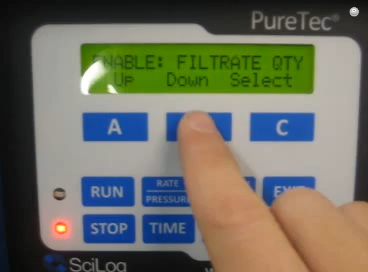 PureTec®
ENABLE: FILTRATE QTY
Up Down Select
A C
RUN RATE EXIT
PRESSURE
STOP TIME
SciLog